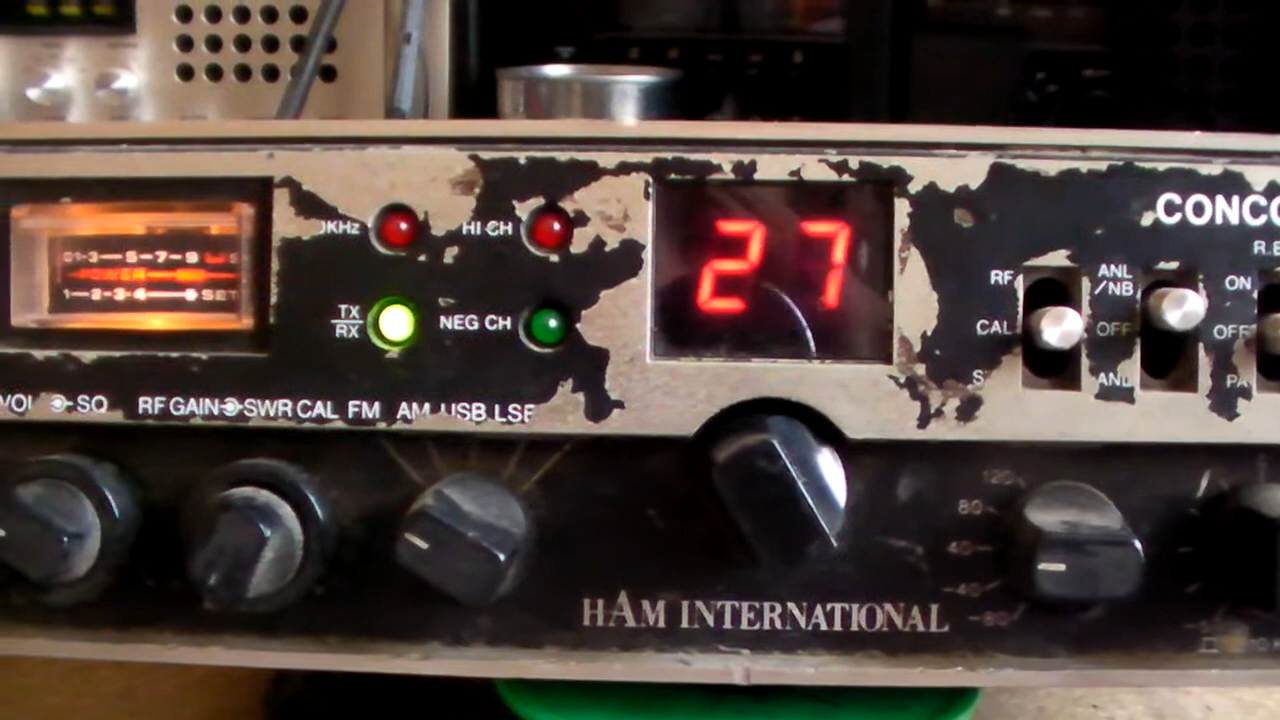 1-3-5-7-9
POWER
1-2-3-4 SET
KHz
HI CH
TX
RX
NEG CH
27
CONCO
RF
CAL
ANL
/NB
OFF
ANL
ON
OFF
PA
VOL SQ
RF GAIN SWR CAL
FM AM USB LSB
120
80
40
-40
-80
HAM INTERNATIONAL